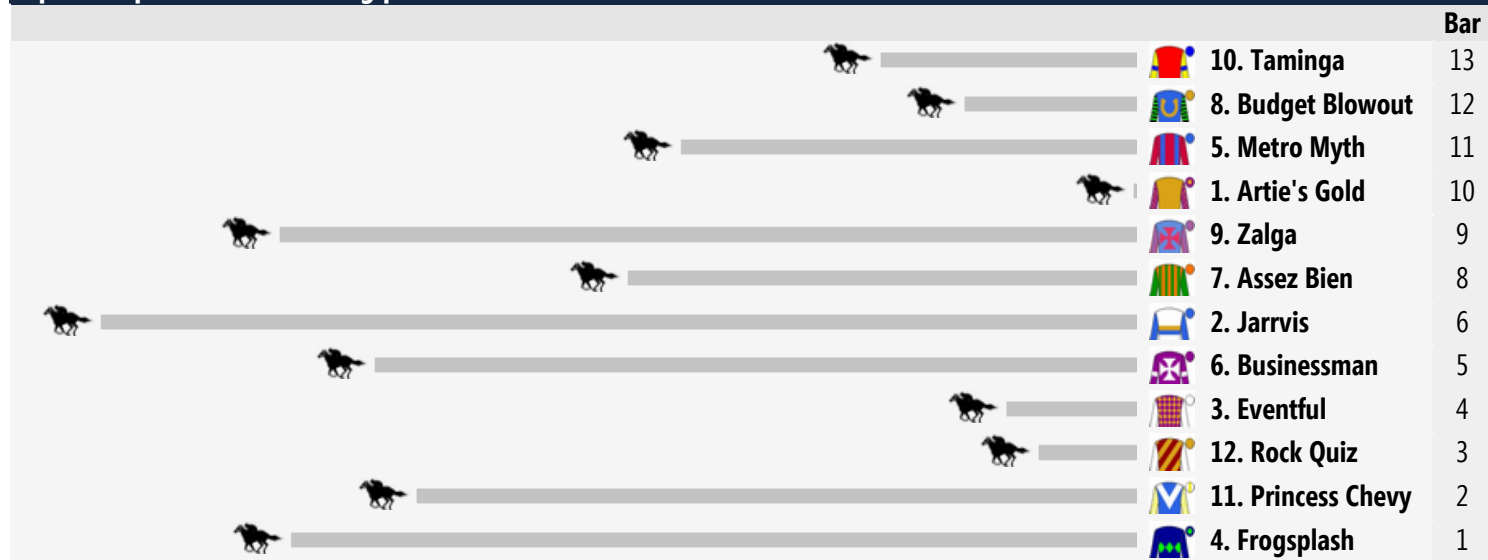 Bar
10. Taminga 13
8. Budget Blowout 12
5. Metro Myth 11
1. Artie's Gold 10
9. Zalga 9
7. Assez Bien 8
2. Jarrvis 6
6. Businessman 5
3. Eventful 4
12. Rock Quiz 3
11. Princess Chevy 2
4. Frogsplash 1